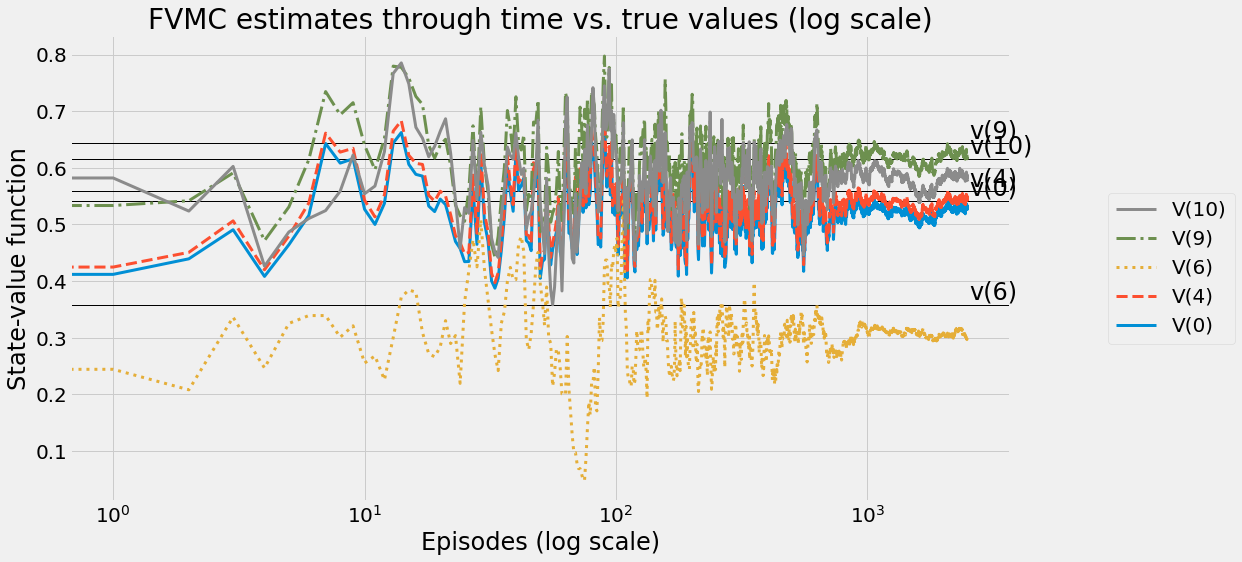 FVMC estimates through time vs. true values (log scale)
State-value function
0.8
0.7
0.6
0.5
0.4
0.3
0.2
0.1
v(9)
v(10)
v(4)
v(0)
v(6)
10⁰
10¹
10²
10³
Episodes (log scale)
V(10)
V(9)
V(6)
V(4)
V(0)